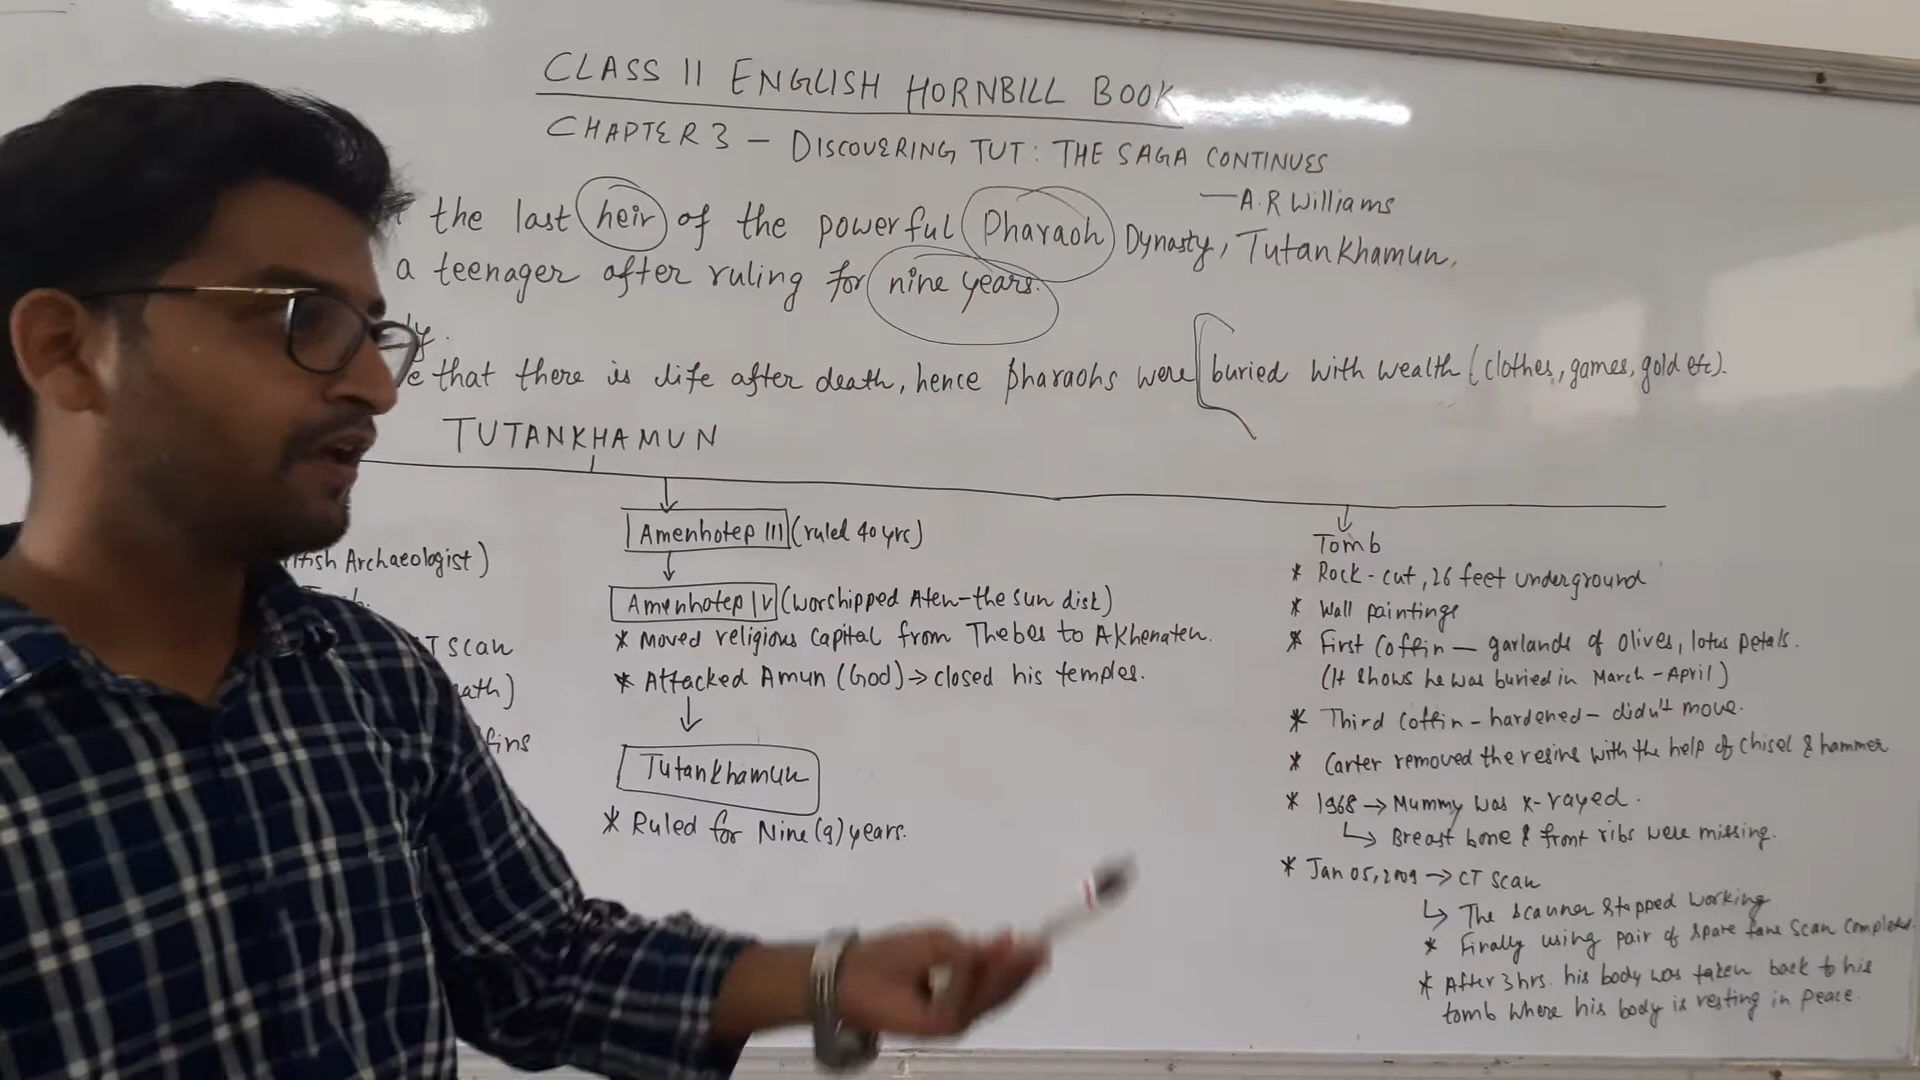 CLASS 11 ENGLISH HORNBILL BOOK
CHAPTER 3 — DISCOVERING TUT: THE SAGA CONTINUES
—A.R Williams
the last heir of the powerful Pharaoh Dynasty, Tutankhamun.
a teenager after ruling for nine years.
that there is life after death, hence pharaohs were buried with wealth (clothes, games, gold etc).
TUTANKHAMUN
Archaeologist)
scan
Amenhotep III (ruled 40 yrs)
Amenhotep IV (worshipped Aten-the sun disk)
* Moved religious capital from Thebes to Akhenaten.
* Attacked Amun (God) → closed his temples.
Tutankhamun
* Ruled for Nine (9) years.
Tomb
* Rock-cut, 26 feet underground
* Wall paintings
* First Coffin — garlands of olives, lotus petals.
(It shows he was buried in March - April)
* Third Coffin - hardened - didn't move.
* Carter removed the resins with the help of chisel & hammer
* 1968 → Mummy was x-rayed.
Breast bone & front ribs were missing.
* Jan 05, → CT Scan
The scanner stopped working
* Finally using pair of spare fans scan
* After 3 hrs. his body was taken back to his
tomb where his body is resting in peace.